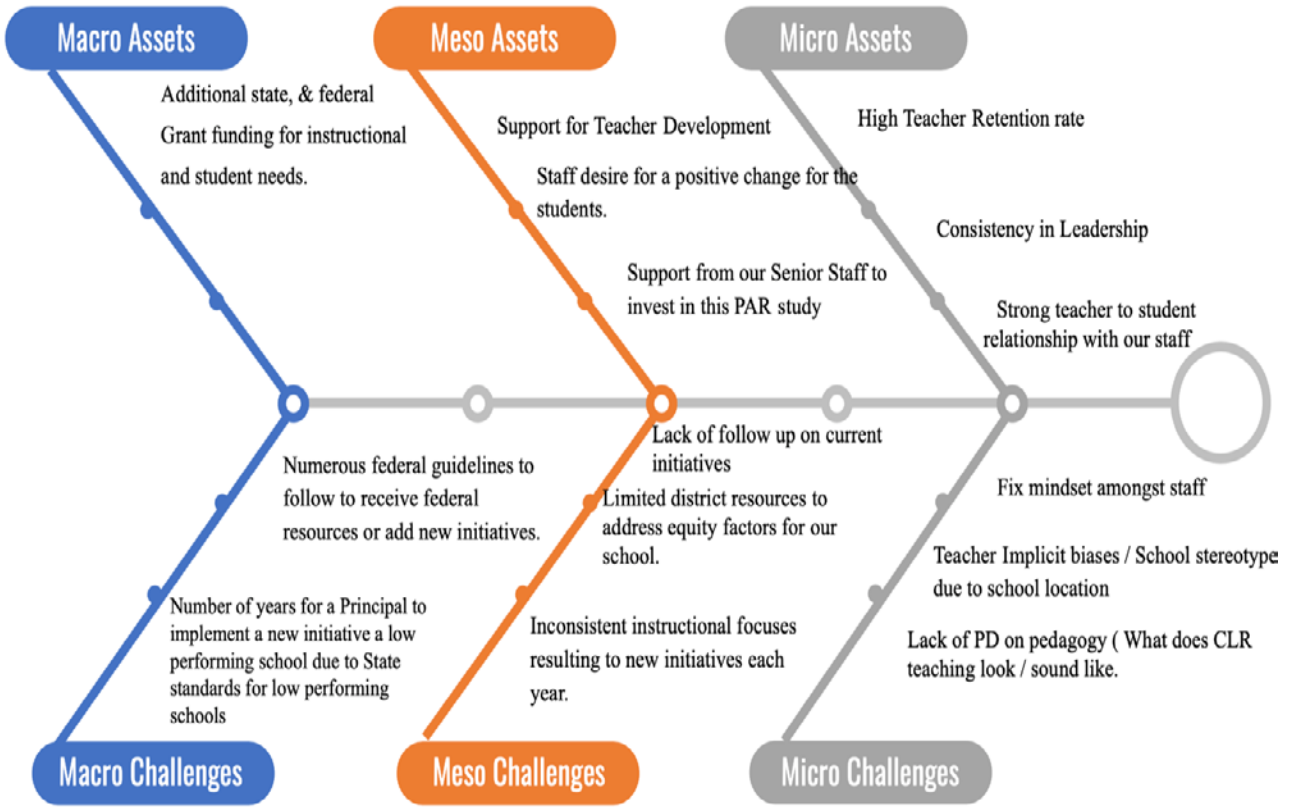 Macro Assets
Meso Assets
Micro Assets
Additional state, & federal
Grant funding for instructional
and student needs.
Support for Teacher Development
Staff desire for a positive change for the
students.
Support from our Senior Staff to
invest in this PAR study
High Teacher Retention rate
Consistency in Leadership
Strong teacher to student
relationship with our staff
Numerous federal guidelines to
follow to receive federal
resources or add new initiatives.
Number of years for a Principal to
implement a new initiative a low
performing school due to State
standards for low performing
schools
Lack of follow up on current
initiatives
Limited district resources to
address equity factors for our
school.
Inconsistent instructional focuses
resulting to new initiatives each
year.
Fix mindset amongst staff
Teacher Implicit biases / School stereotype
due to school location
Lack of PD on pedagogy ( What does CLR
teaching look / sound like.
Macro Challenges
Meso Challenges
Micro Challenges